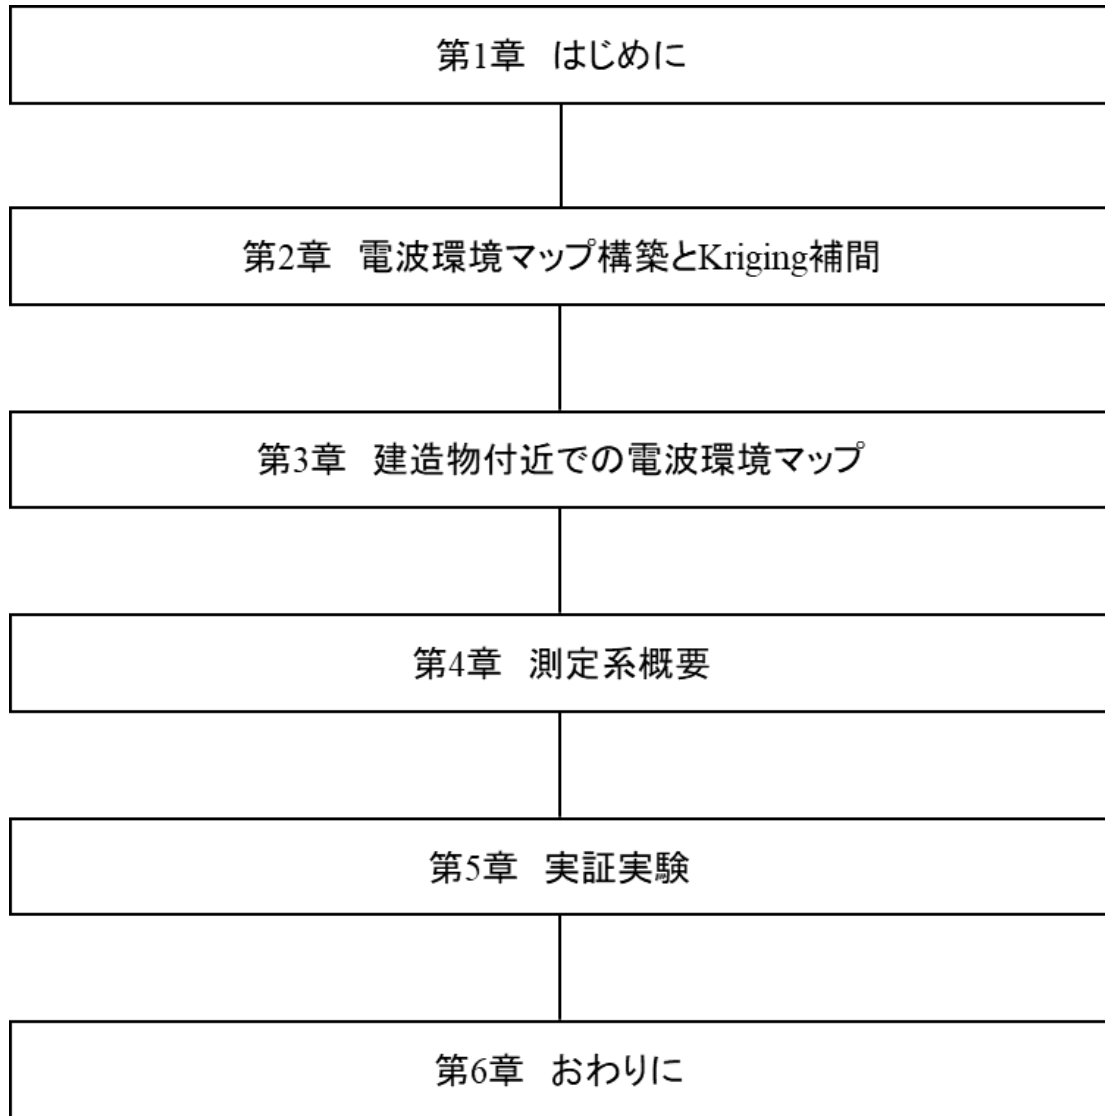 第1章　はじめに
第2章　電波環境マップ構築とKriging補間
第3章　建造物付近での電波環境マップ
第4章　測定系概要
第5章　実証実験
第6章　おわりに